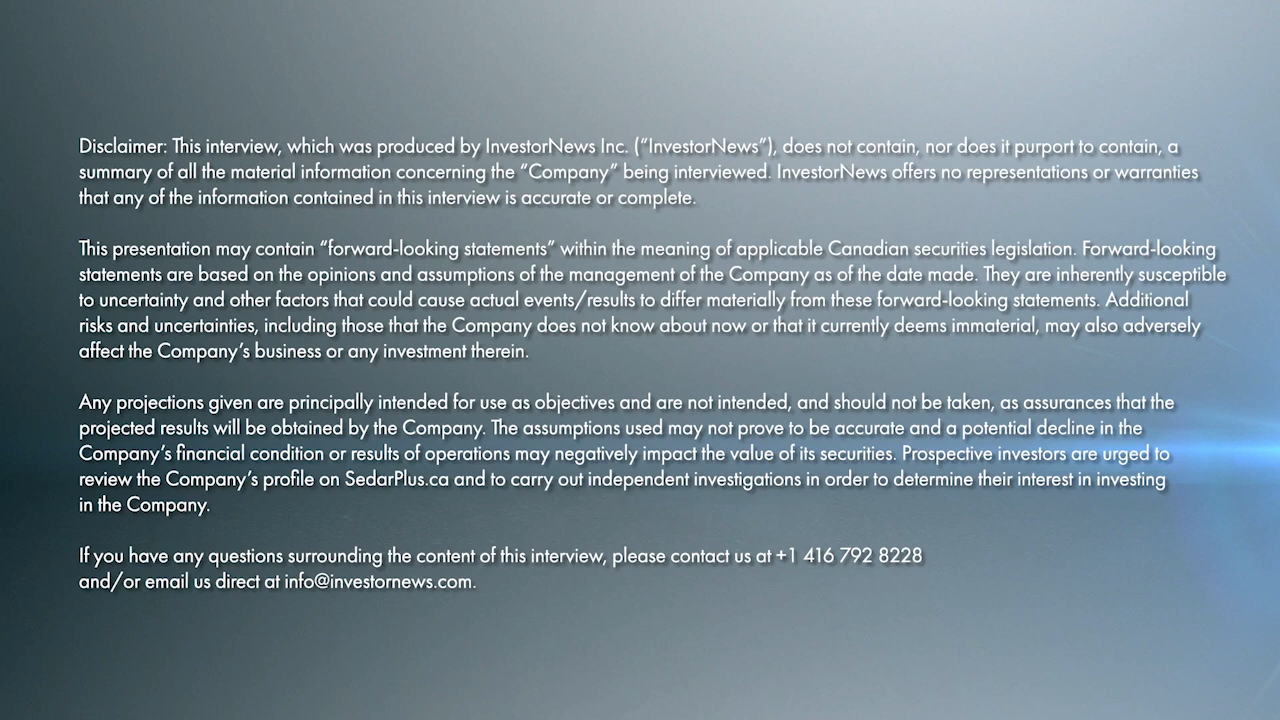 Disclaimer: This interview, which was produced by InvestorNews Inc. (“InvestorNews”), does not contain, nor does it purport to contain, a
summary of all the material information concerning the “Company” being interviewed. InvestorNews offers no representations or warranties
that any of the information contained in this interview is accurate or complete.
This presentation may contain “forward-looking statements” within the meaning of applicable Canadian securities legislation. Forward-looking
statements are based on the opinions and assumptions of the management of the Company as of the date made. They are inherently susceptible
to uncertainty and other factors that could cause actual events/results to differ materially from these forward-looking statements. Additional
risks and uncertainties, including those that the Company does not know about now or that it currently deems immaterial, may also adversely
affect the Company’s business or any investment therein.
Any projections given are principally intended for use as objectives and are not intended, and should not be taken, as assurances that the
projected results will be obtained by the Company. The assumptions used may not prove to be accurate and a potential decline in the
Company’s financial condition or results of operations may negatively impact the value of its securities. Prospective investors are urged to
review the Company’s profile on SedarPlus.ca and to carry out independent investigations in order to determine their interest in investing
in the Company.
If you have any questions surrounding the content of this interview, please contact us at +1 416 792 8228
and/or email us direct at info@investornews.com.